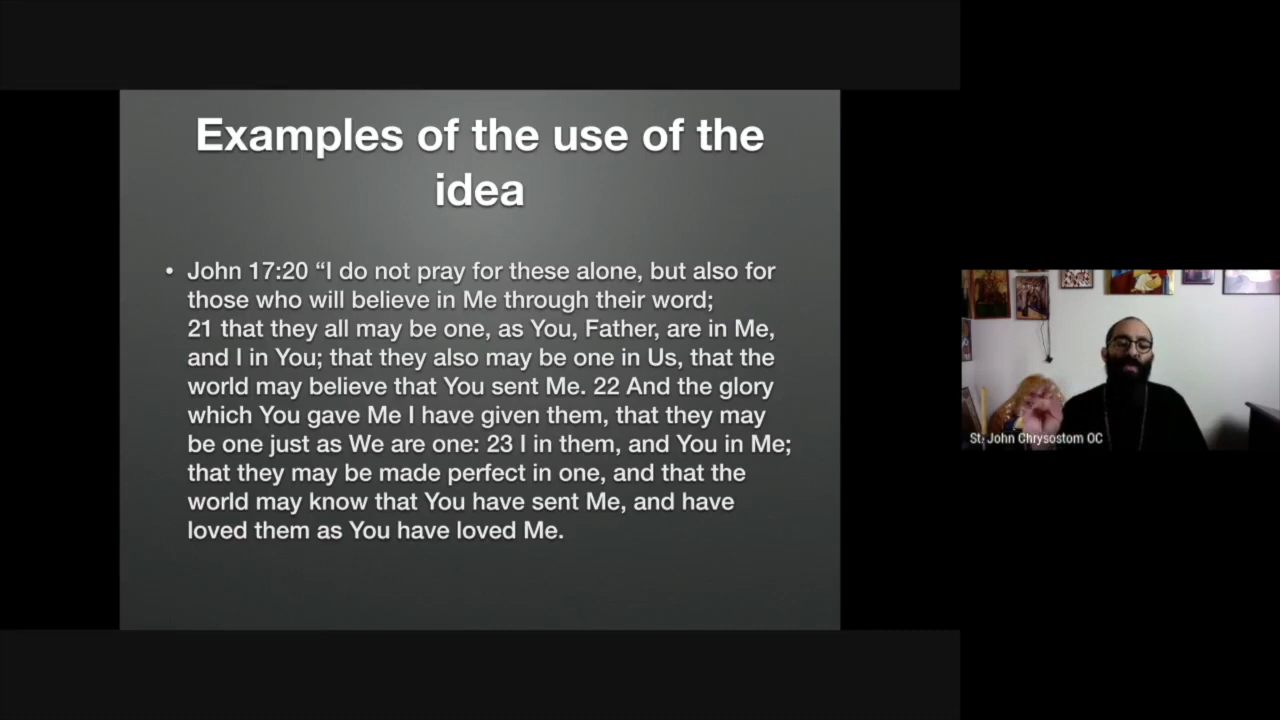 Examples of the use of the
idea
• John 17:20 “I do not pray for these alone, but also for
those who will believe in Me through their word;
21 that they all may be one, as You, Father, are in Me,
and I in You; that they also may be one in Us, that the
world may believe that You sent Me. 22 And the glory
which You gave Me I have given them, that they may
be one just as We are one: 23 I in them, and You in Me;
that they may be made perfect in one, and that the
world may know that You have sent Me, and have
loved them as You have loved Me.
St. John Chrysostom OC